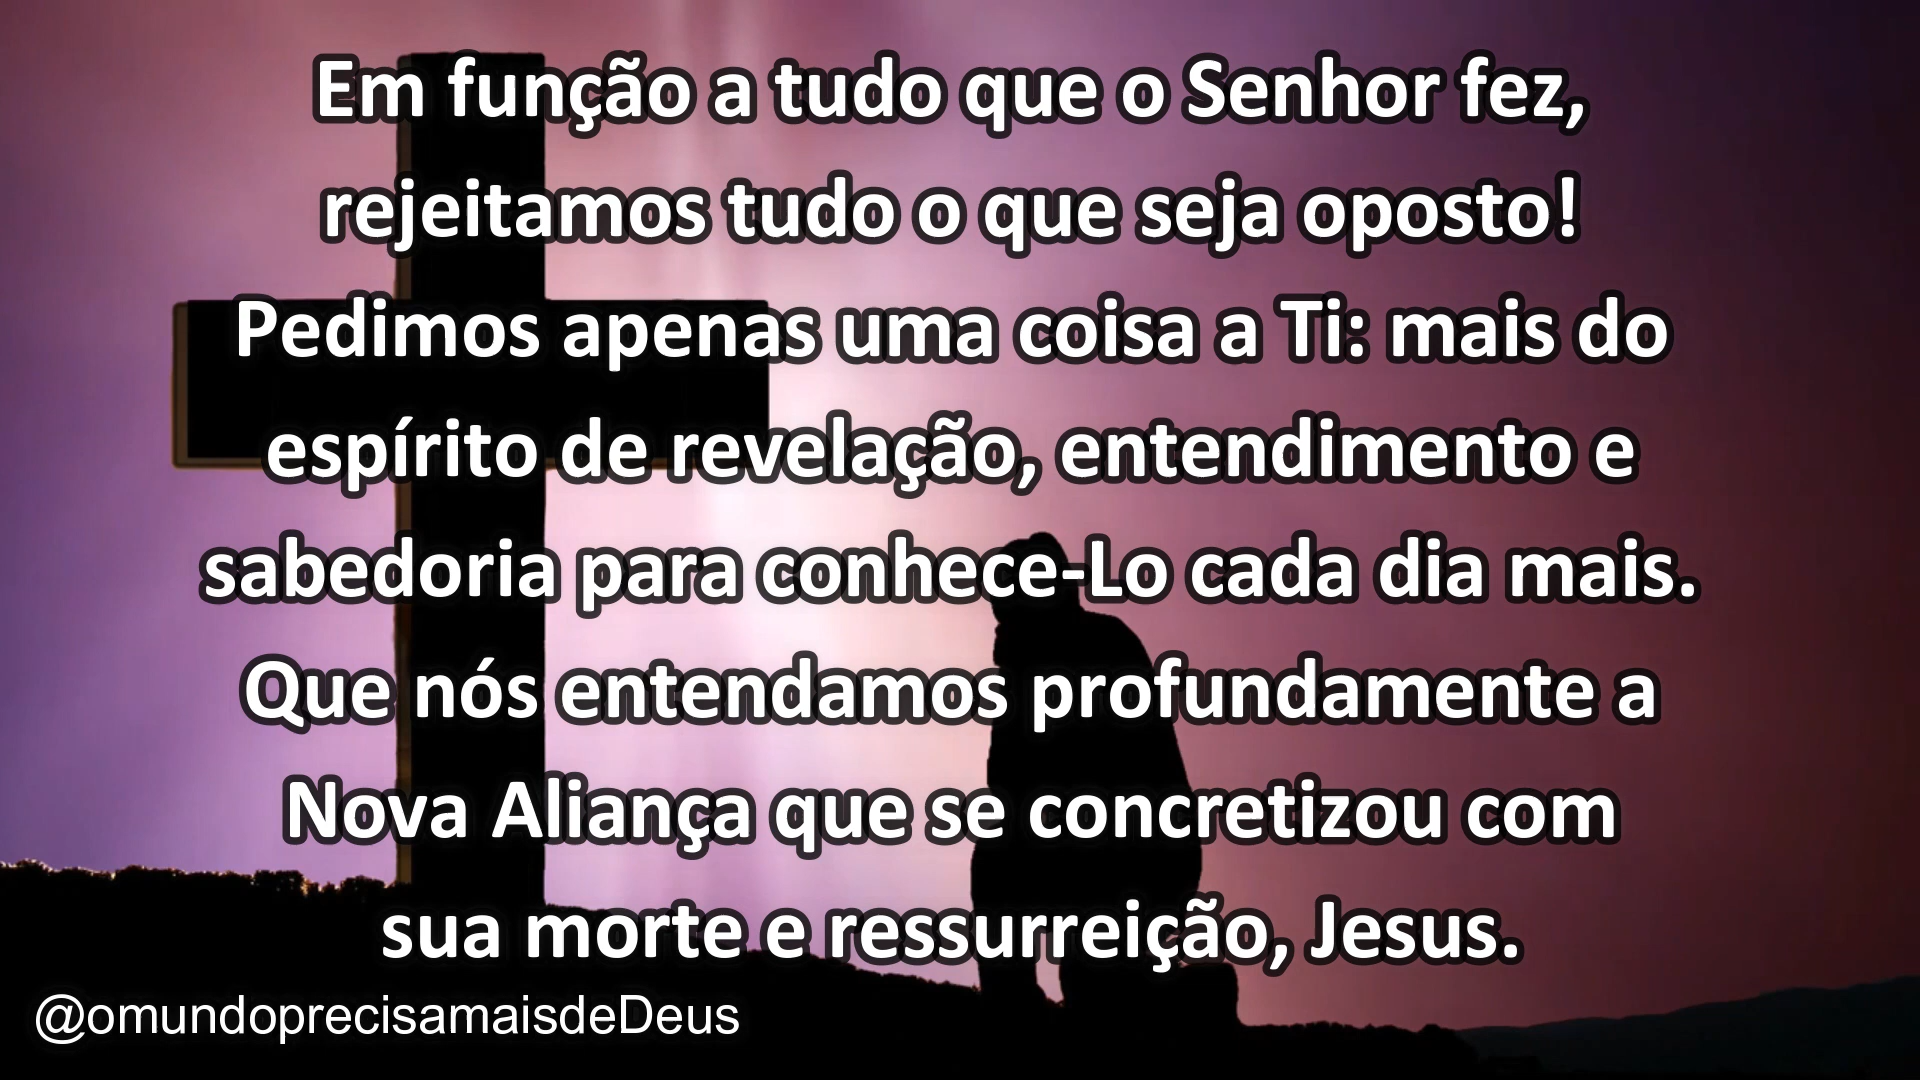 Em função a tudo que o Senhor fez,
rejeitamos tudo o que seja oposto!
Pedimos apenas uma coisa a Ti: mais do
espírito de revelação, entendimento e
sabedoria para conhece-Lo cada dia mais.
Que nós entendamos profundamente a
Nova Aliança que se concretizou com
sua morte e ressurreição, Jesus.
@omundoprecisamaisdeDeus